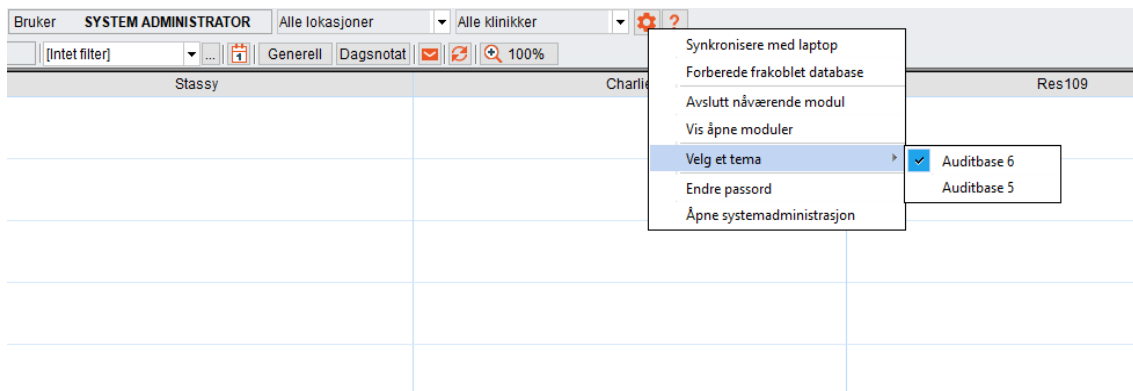 Bruker SYSTEM ADMINISTRATOR Alle lokasjoner Alle klinikker ?
[Intet filter] ... 1 Generell Dagsnotat 100%
Stassy Charlie Res109
Synkronisere med laptop
Forberede frakoblet database
Avslutt nåværende modul
Vis åpne moduler
Velg et tema
Auditbase 6
Auditbase 5
Endre passord
Åpne systemadministrasjon